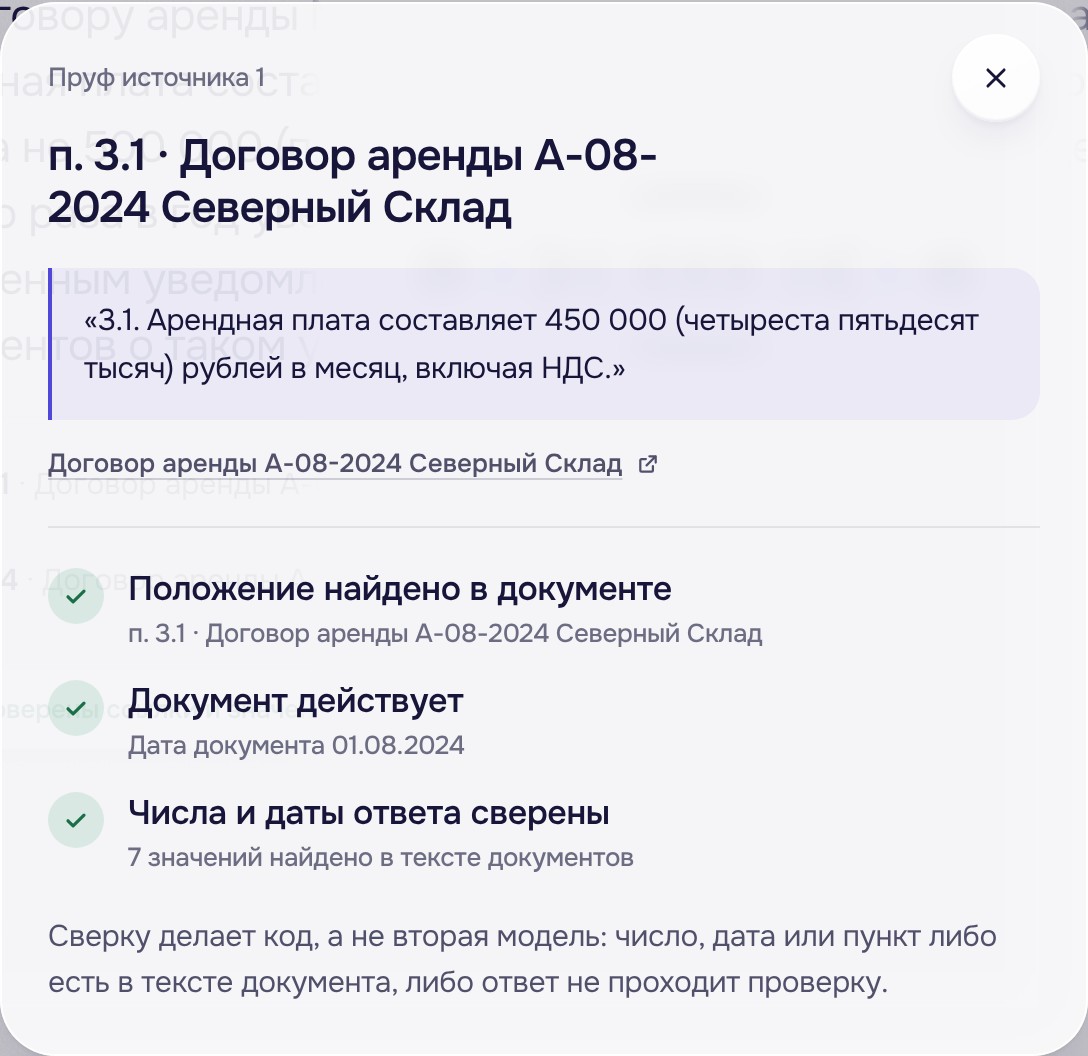 Пруф источника 1
п. 3.1 · Договор аренды А-08-
2024 Северный Склад
«3.1. Арендная плата составляет 450 000 (четыреста пятьдесят
тысяч) рублей в месяц, включая НДС.»
Договор аренды А-08-2024 Северный Склад
Положение найдено в документе
п. 3.1 · Договор аренды А-08-2024 Северный Склад
Документ действует
Дата документа 01.08.2024
Числа и даты ответа сверены
7 значений найдено в тексте документов
Сверку делает код, а не вторая модель: число, дата или пункт либо
есть в тексте документа, либо ответ не проходит проверку.